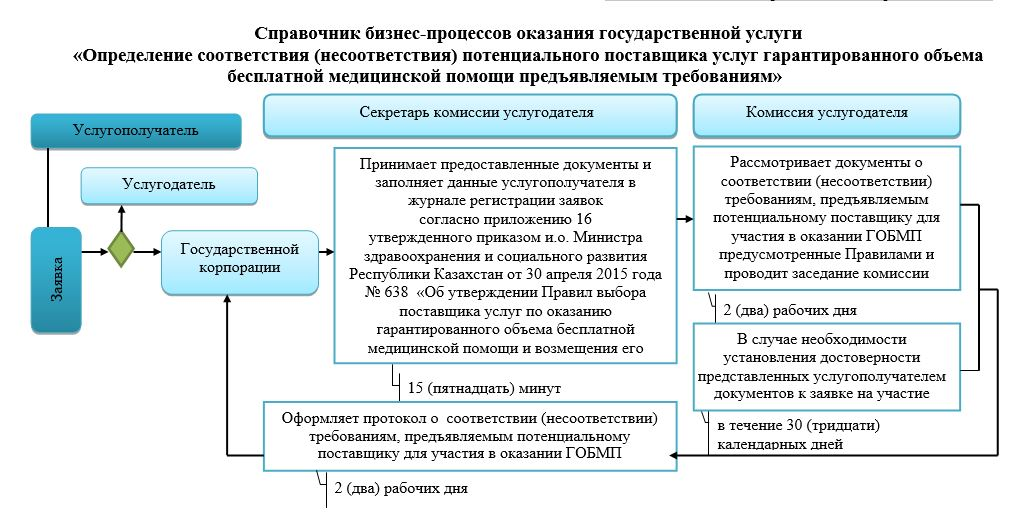 Справочник бизнес-процессов оказания государственной услуги
«Определение соответствия (несоответствия) потенциального поставщика услуг гарантированного объема
бесплатной медицинской помощи предъявляемым требованиям»
Услугополучатель
Секретарь комиссии услугодателя
Комиссия услугодателя
Услугодатель
Заявка
Государственной
корпорации
Принимает предоставленные документы и
заполняет данные услугополучателя в
журнале регистрации заявок
согласно приложению 16
утвержденного приказом и.о. Министра
здравоохранения и социального развития
Республики Казахстан от 30 апреля 2015 года
№ 638 «Об утверждении Правил выбора
поставщика услуг по оказанию
гарантированного объема бесплатной
медицинской помощи и возмещения его
15 (пятнадцать) минут
Рассмотривает документы о
соответствии (несоответствии)
требованиям, предъявляемым
потенциальному поставщику для
участия в оказании ГОБМП
предусмотренные Правилами и
проводит заседание комиссии
2 (два) рабочих дня
В случае необходимости
установления достоверности
представленных услугополучателем
документов к заявке на участие
в течение 30 (тридцати)
календарных дней
Оформляет протокол о соответствии (несоответствии)
требованиям, предъявляемым потенциальному
поставщику для участия в оказании ГОБМП
2 (два) рабочих дня